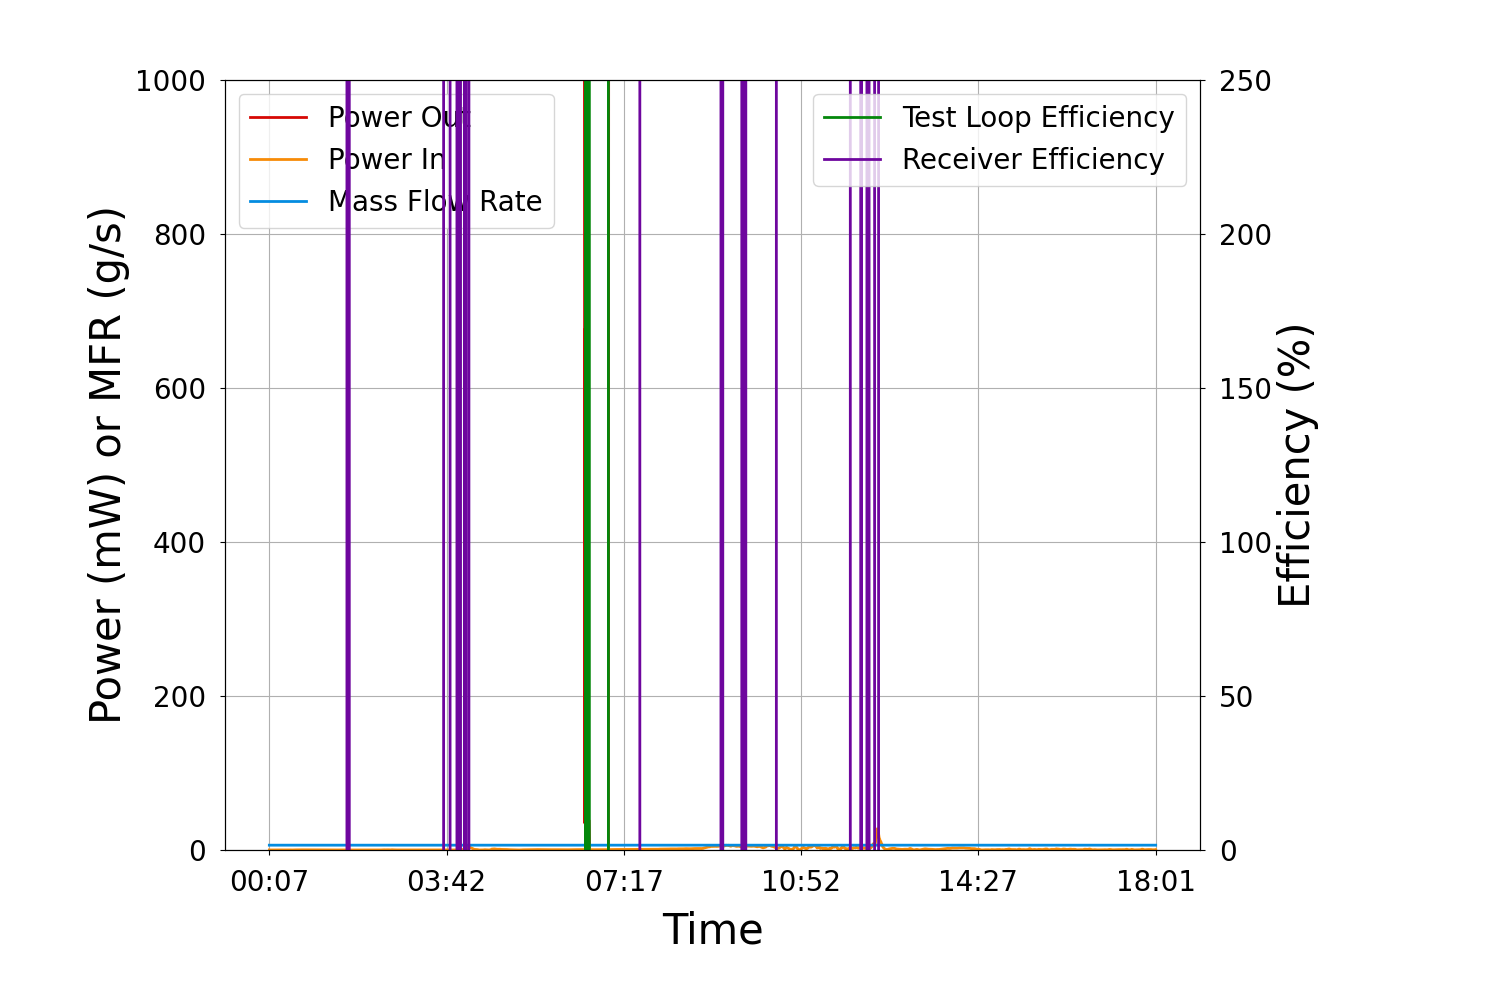 Power Out
Power In
Mass Flow Rate
Test Loop Efficiency
Receiver Efficiency
Power (mW) or MFR (g/s)
1000
800
600
400
200
0
Efficiency (%)
250
200
150
100
50
0
00:07 03:42 07:17 10:52 14:27 18:01
Time